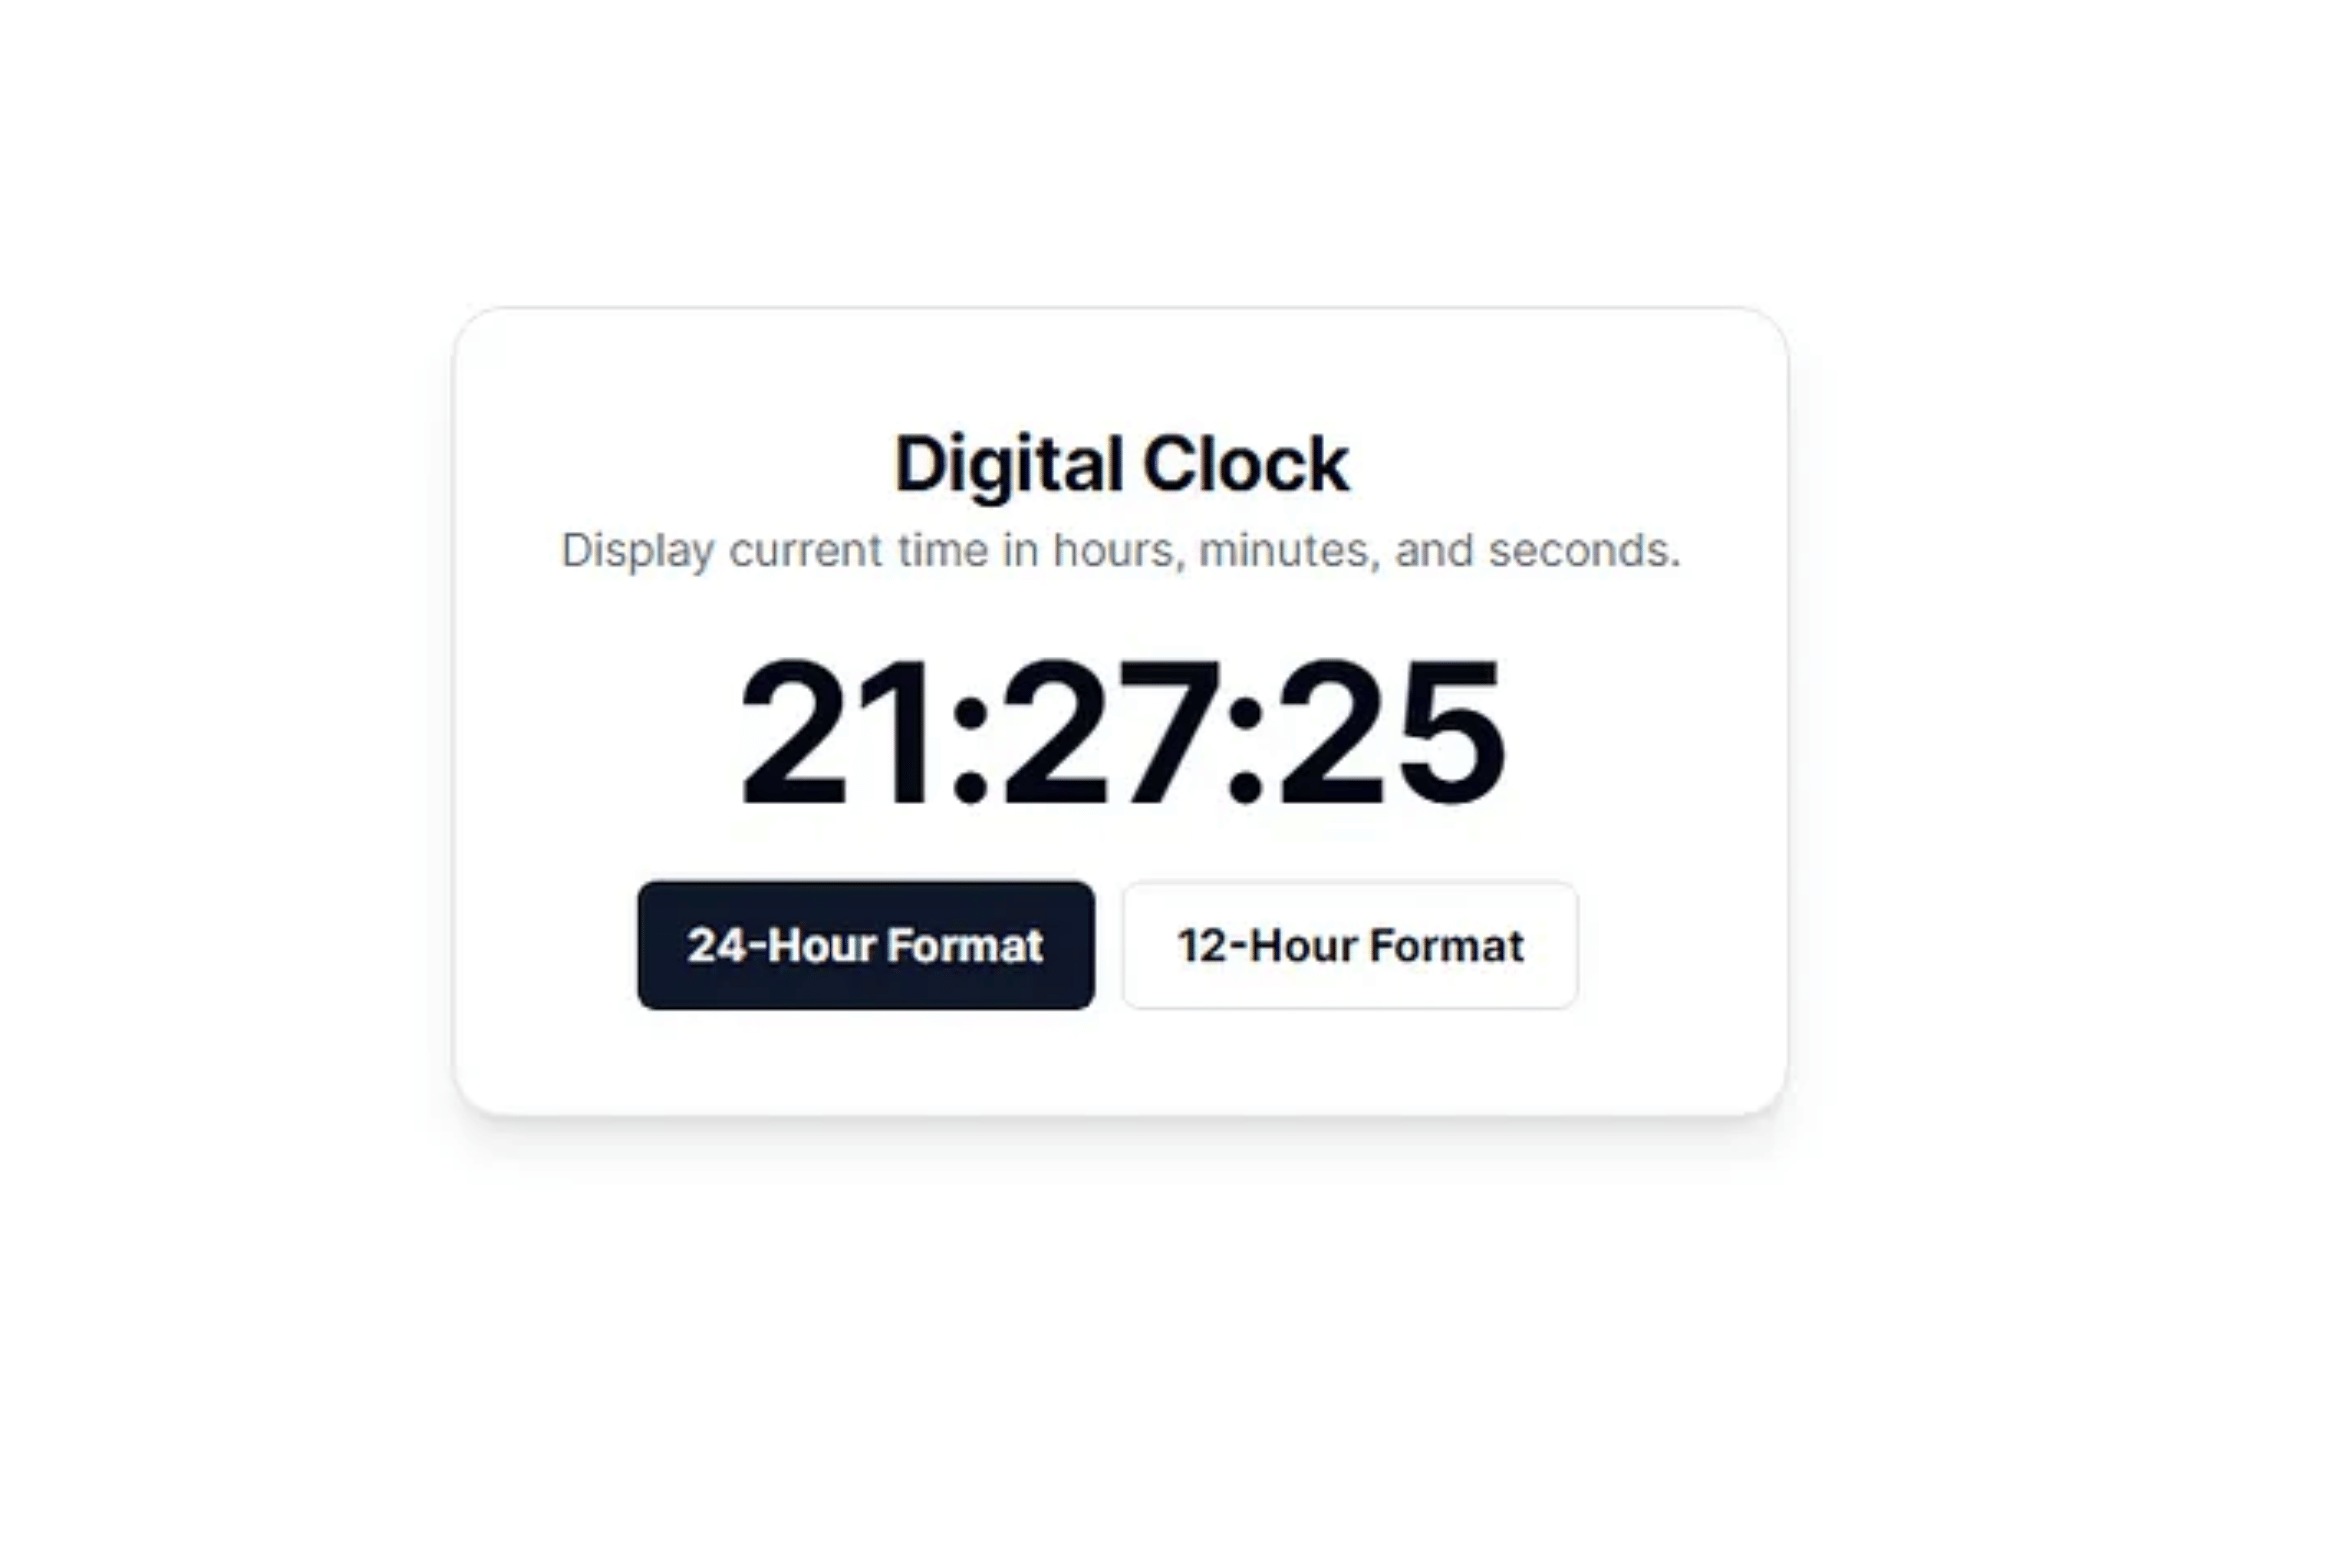 Digital Clock
Display current time in hours, minutes, and seconds.
21:27:25
24-Hour Format
12-Hour Format